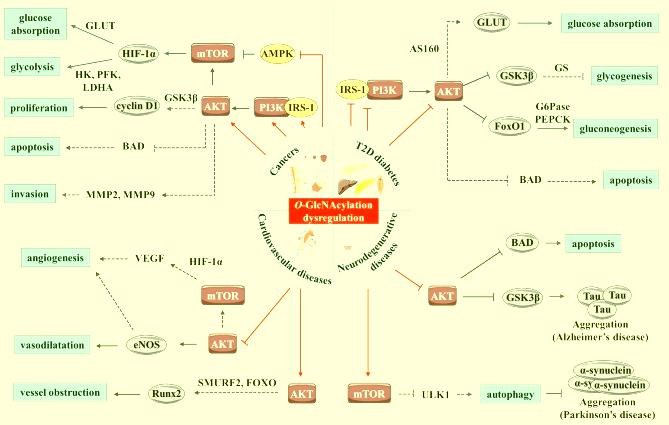 glucose
absorption
GLUT
glycolysis
HIF-1α
mTOR
AMPK
HK, PFK,
LDHA
proliferation
cyclin D1
GSK3β
AKT
PI3K
IRS-1
apoptosis
BAD
invasion
MMP2, MMP9
GLUT
glucose absorption
AS160
IRS-1
PI3K
AKT
GSK3β
GS
glycogenesis
FoxO1
G6Pase
PEPCK
gluconeogenesis
BAD
apoptosis
Cancers
T2D diabetes
O-GlcNAcylation
dysregulation
Cardiovascular diseases
Neurodegenerative
diseases
angiogenesis
VEGF
HIF-1α
mTOR
vasodilatation
eNOS
AKT
vessel obstruction
Runx2
SMURF2, FOXO
AKT
BAD
apoptosis
AKT
GSK3β
Tau
Tau
Tau
Aggregation
(Alzheimer's disease)
mTOR
ULK1
autophagy
α-synuclein
α-sy
α-synuclein
Aggregation
(Parkinson's disease)